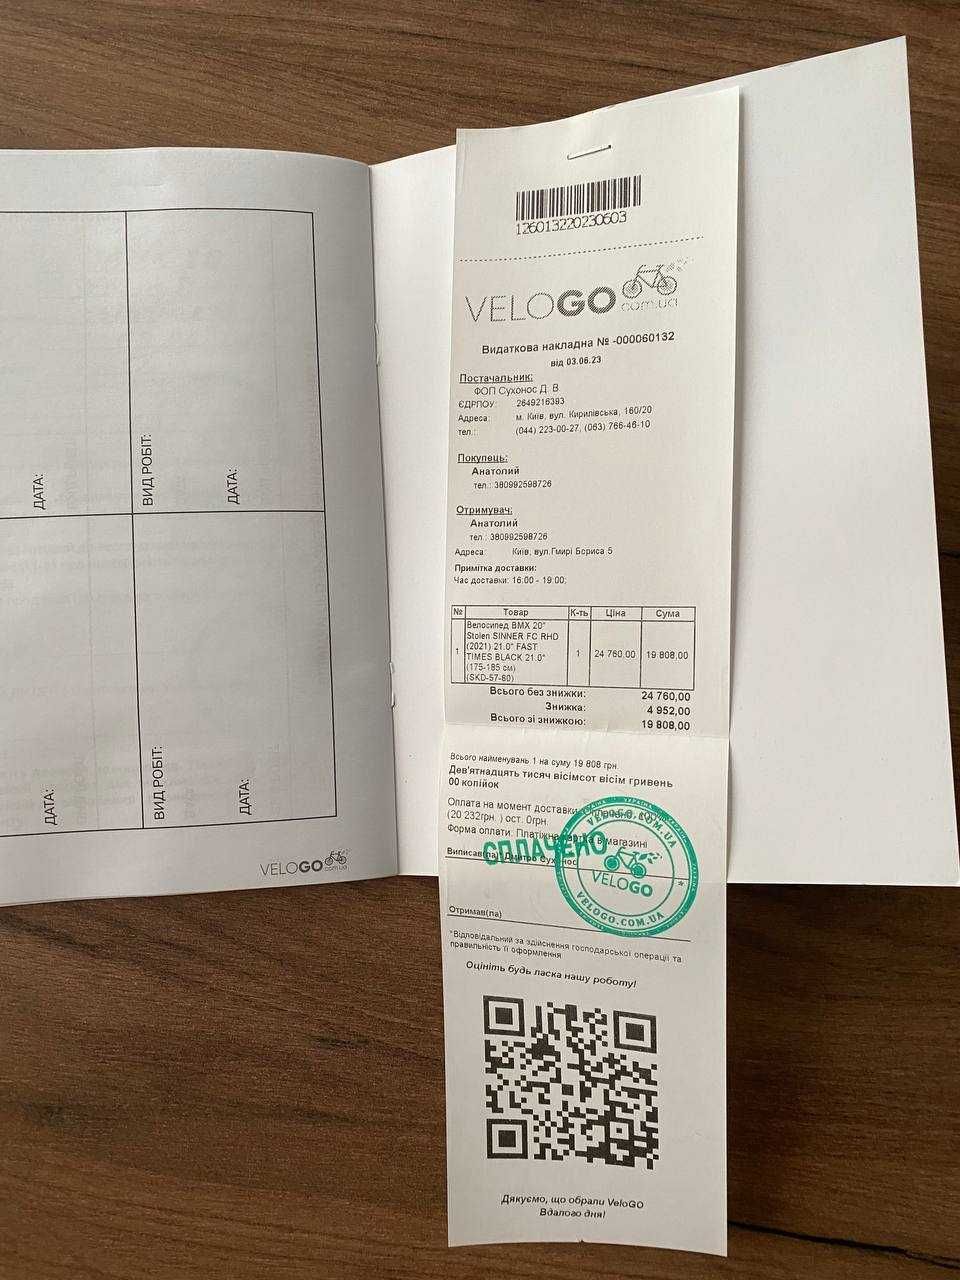 ДАТА:
ВИД РОБІТ:
ДАТА:
ДАТА:
ВИД РОБІТ:
ДАТА:
VELOGO
com.ua
126013220230603
VELOGO
com.ua
Видаткова накладна № -000060132
від 03.06.23
Постачальник:
ФОП Сухонос Д. В.
ЄДРПОУ: 2649216393
Адреса: м. Київ, вул. Кирилівська, 160/20
тел.: (044) 223-00-27, (063) 766-46-10
Покупець:
Анатолий
тел.: 380992598726
Отримувач:
Анатолий
тел.: 380992598726
Адреса: Київ, вул.Гмирі Бориса 5
Примітка доставки:
Час доставки: 16:00 - 19:00;
№ Товар К-ть Ціна Сума
1 Велосипед BMX 20" 1 24 760,00 19 808,00
Stolen SINNER FC RHD
(2021) 21.0" FAST
TIMES BLACK 21.0"
(175-185 см)
(SKD-57-60)
Всього без знижки: 24 760,00
Знижка: 4 952,00
Всього зі знижкою: 19 808,00
Всього найменувань 1 на суму 19 808 грн.
Дев'ятнадцять тисяч вісімсот вісім гривень
00 копійок
Оплата на момент доставки
(20 232грн. ) ост. 0грн.
Форма оплати: Платіжна картка в магазині
Виписав(ла) Дмитро Сухонос
СПЛАЧЕНО
VELOGO.COM.UA
VELOGO
VELOGO.COM.UA
Отримав(ла)
*Відповідальний за здійснення господарської операції та
правильність її оформлення
Оцініть будь ласка нашу роботу!
Дякуємо, що обрали VeloGO
Вдалого дня!